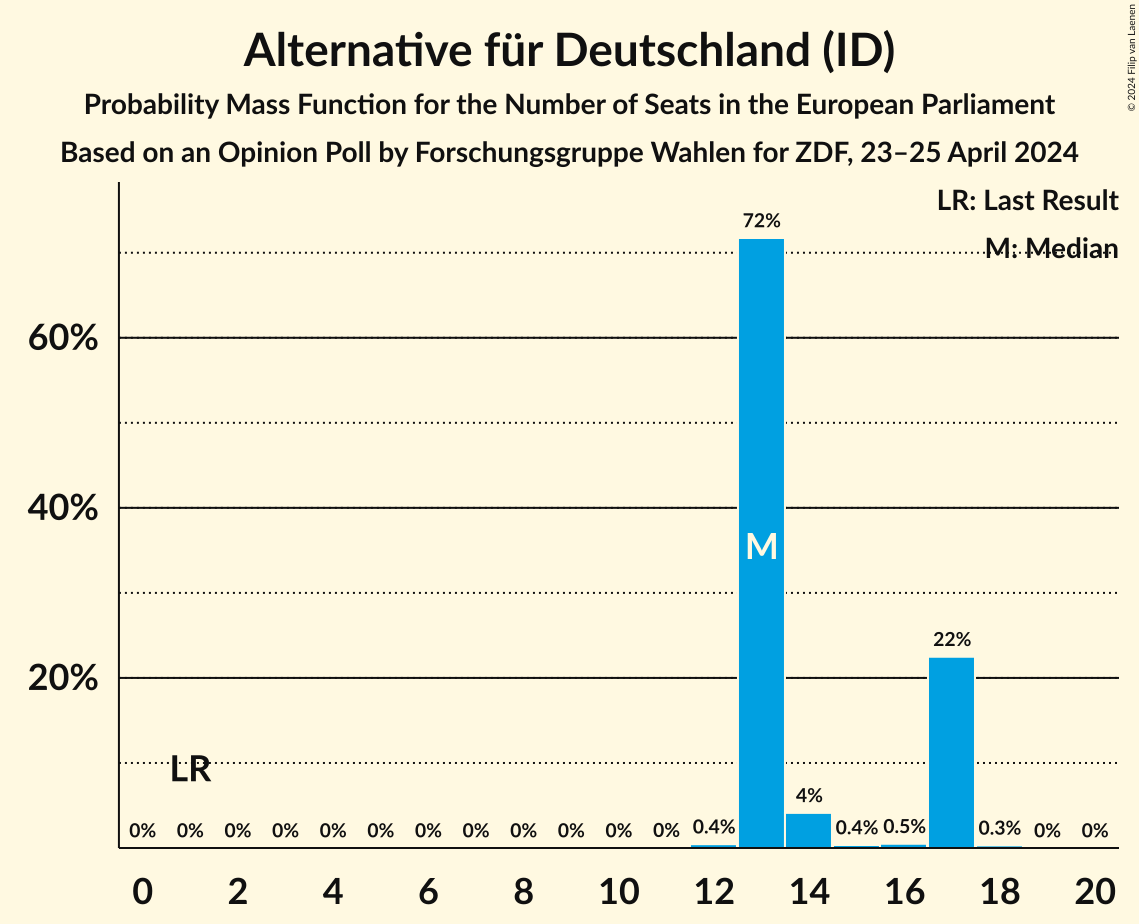 Alternative für Deutschland (ID)
Probability Mass Function for the Number of Seats in the European Parliament
Based on an Opinion Poll by Forschungsgruppe Wahlen for ZDF, 23–25 April 2024
© 2024 Filip van Laenen
LR: Last Result
M: Median
72%
60%
40%
M
22%
20%
LR
4%
0% 0% 0% 0% 0% 0% 0% 0% 0% 0% 0% 0% 0.4% 0.4% 0.5% 0.3% 0% 0%
0 2 4 6 8 10 12 14 16 18 20